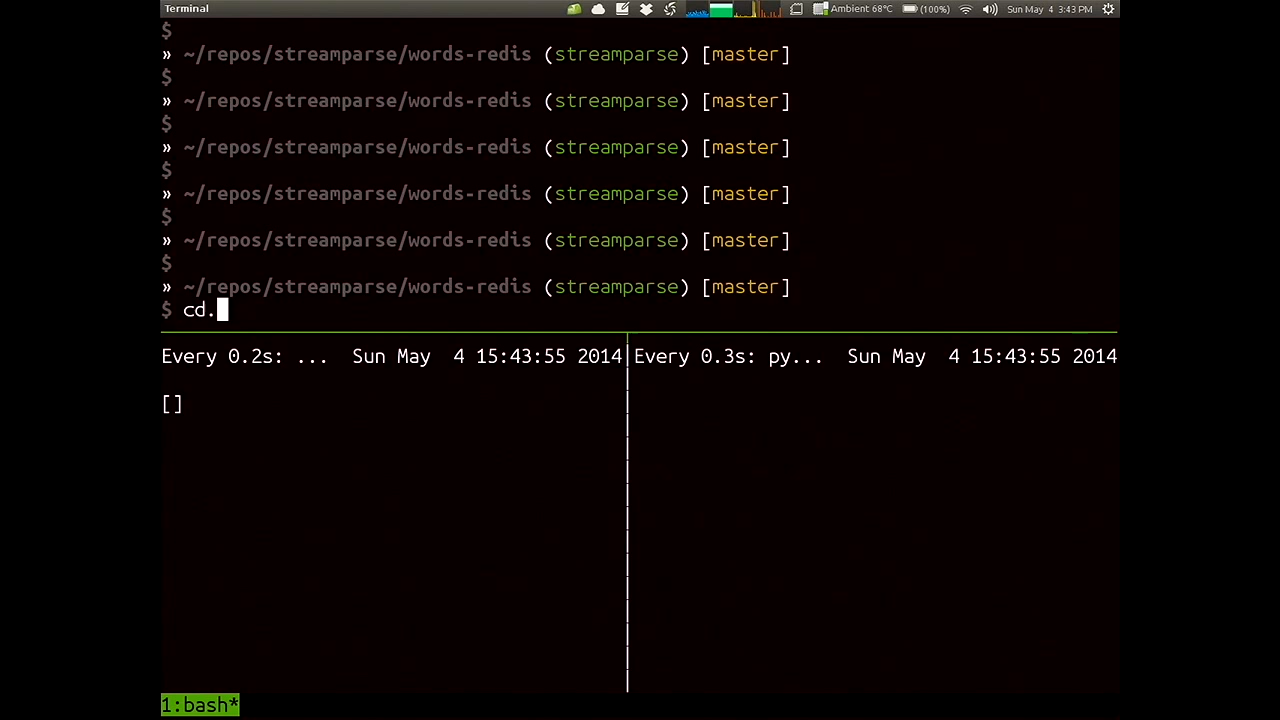 Terminal
Ambient 68°C (100%) Sun May 4 3:43 PM
$
» ~/repos/streamparse/words-redis (streamparse) [master]
$
» ~/repos/streamparse/words-redis (streamparse) [master]
$
» ~/repos/streamparse/words-redis (streamparse) [master]
$
» ~/repos/streamparse/words-redis (streamparse) [master]
$
» ~/repos/streamparse/words-redis (streamparse) [master]
$
» ~/repos/streamparse/words-redis (streamparse) [master]
$ cd.
Every 0.2s: ... Sun May 4 15:43:55 2014
[]
Every 0.3s: py... Sun May 4 15:43:55 2014
1:bash*